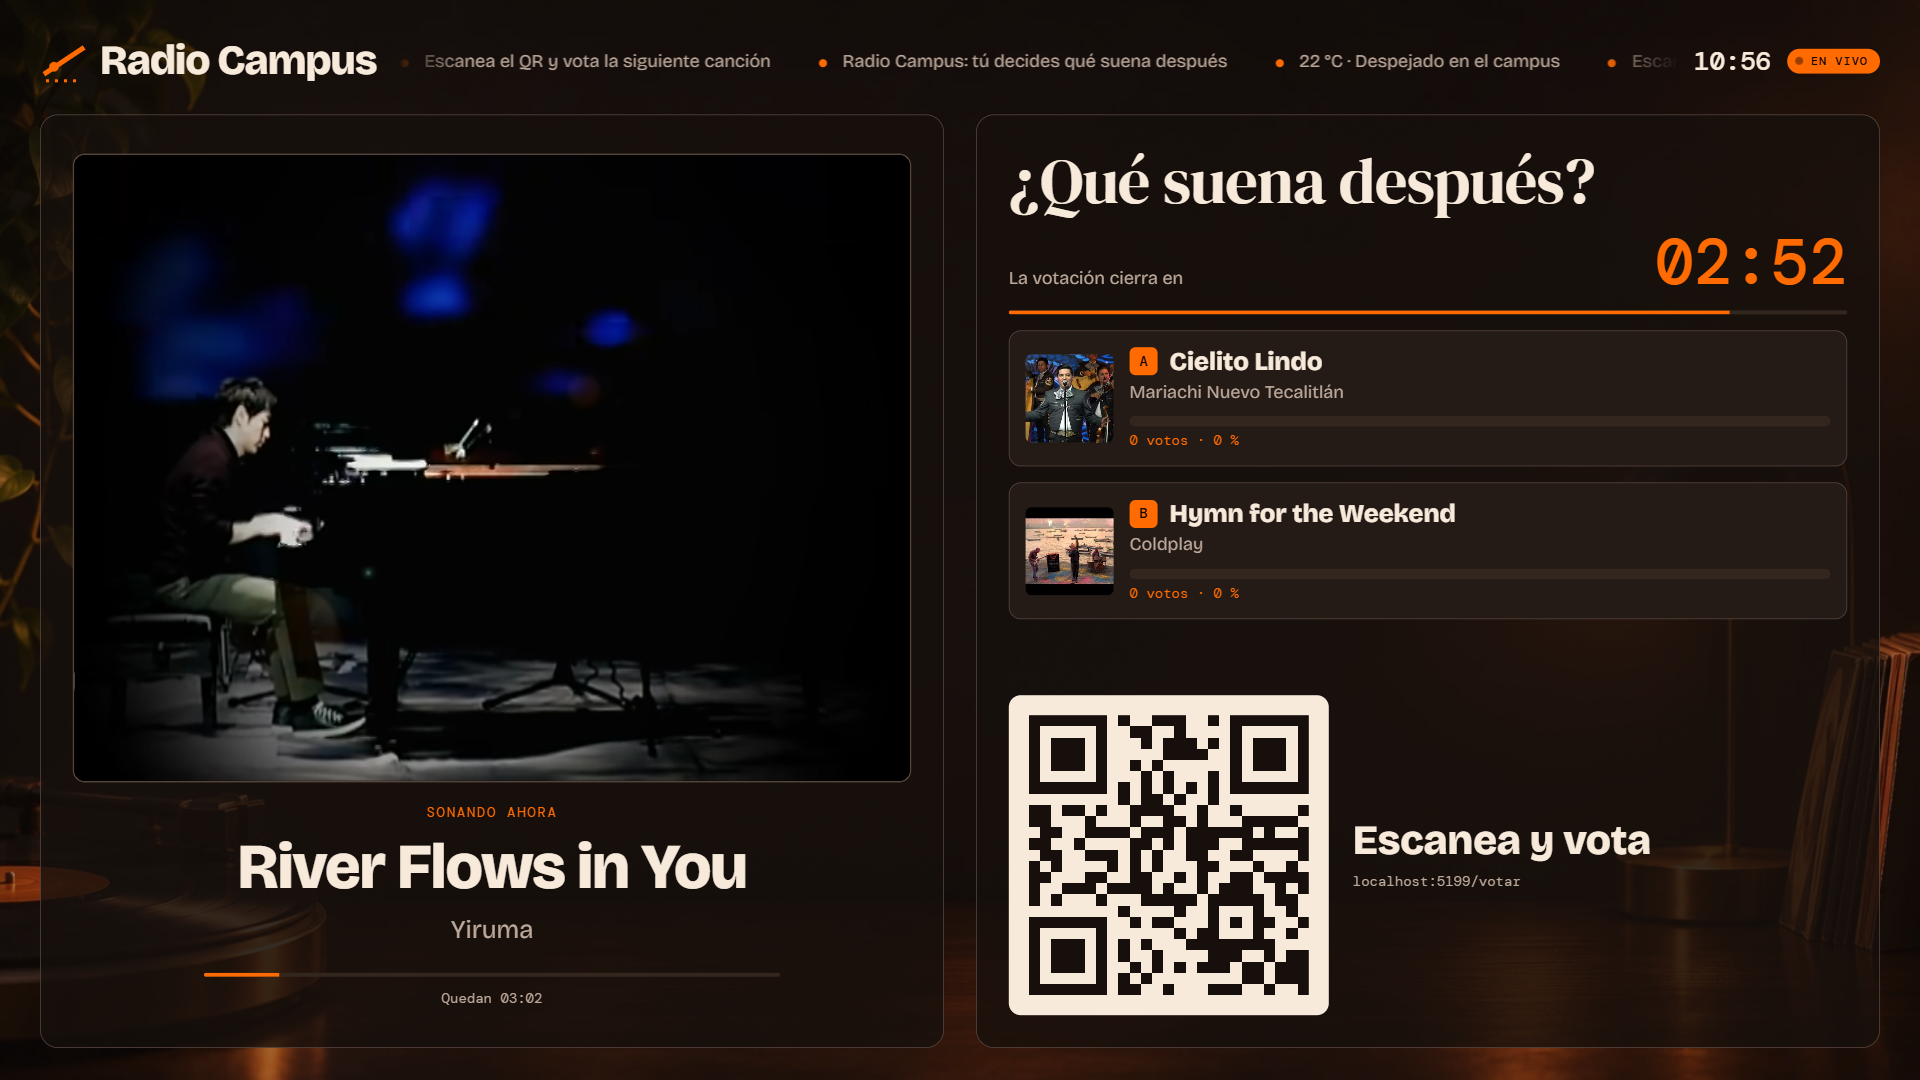 Radio Campus
Escanea el QR y vota la siguiente canción
Radio Campus: tú decides qué suena después
22 °C · Despejado en el campus
Esca
10:56
EN VIVO
SONANDO AHORA
River Flows in You
Yiruma
Quedan 03:02
¿Qué suena después?
La votación cierra en
02:52
A Cielito Lindo
Mariachi Nuevo Tecalitlán
0 votos · 0 %
B Hymn for the Weekend
Coldplay
0 votos · 0 %
Escanea y vota
localhost:5199/votar